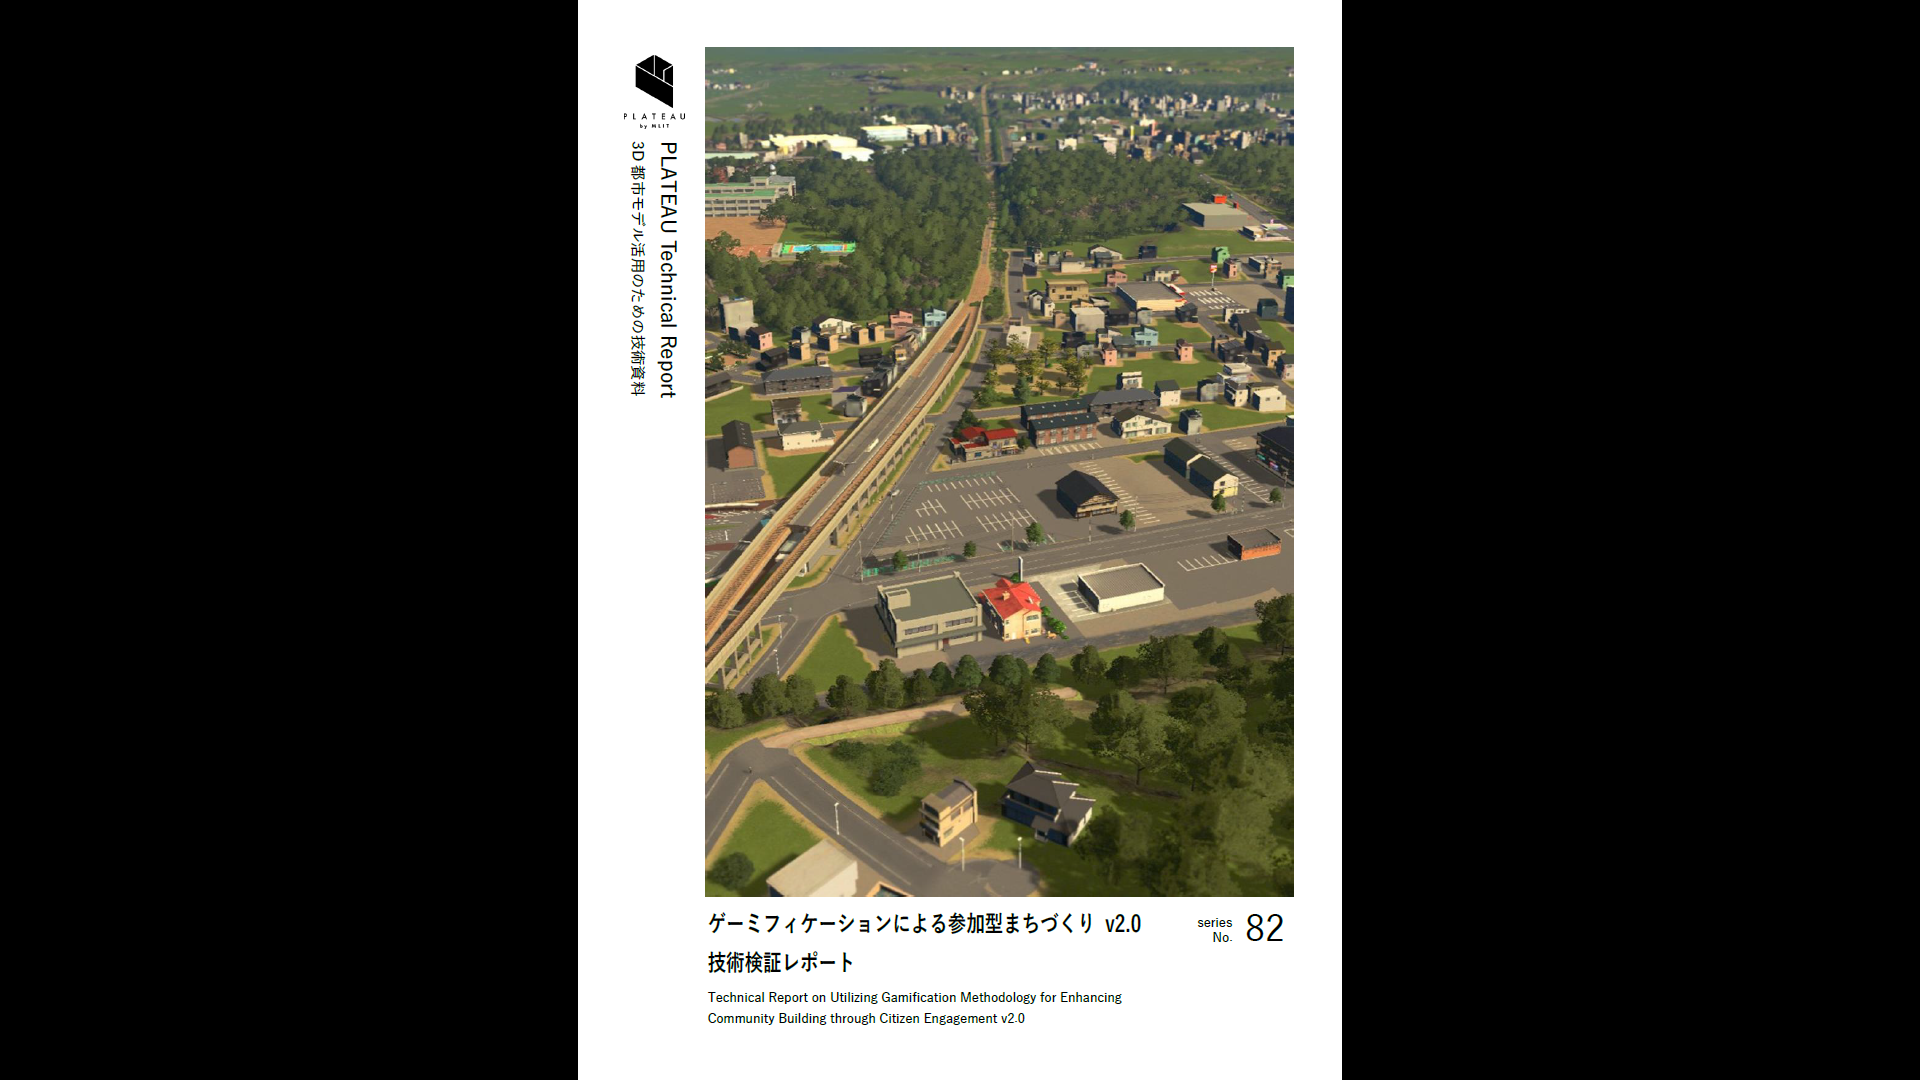 PLATEAU
by MLIT
PLATEAU Technical Report
3D 都市モデル活用のための技術資料
ゲーミフィケーションによる参加型まちづくり v2.0
技術検証レポート
series
No. 82
Technical Report on Utilizing Gamification Methodology for Enhancing
Community Building through Citizen Engagement v2.0